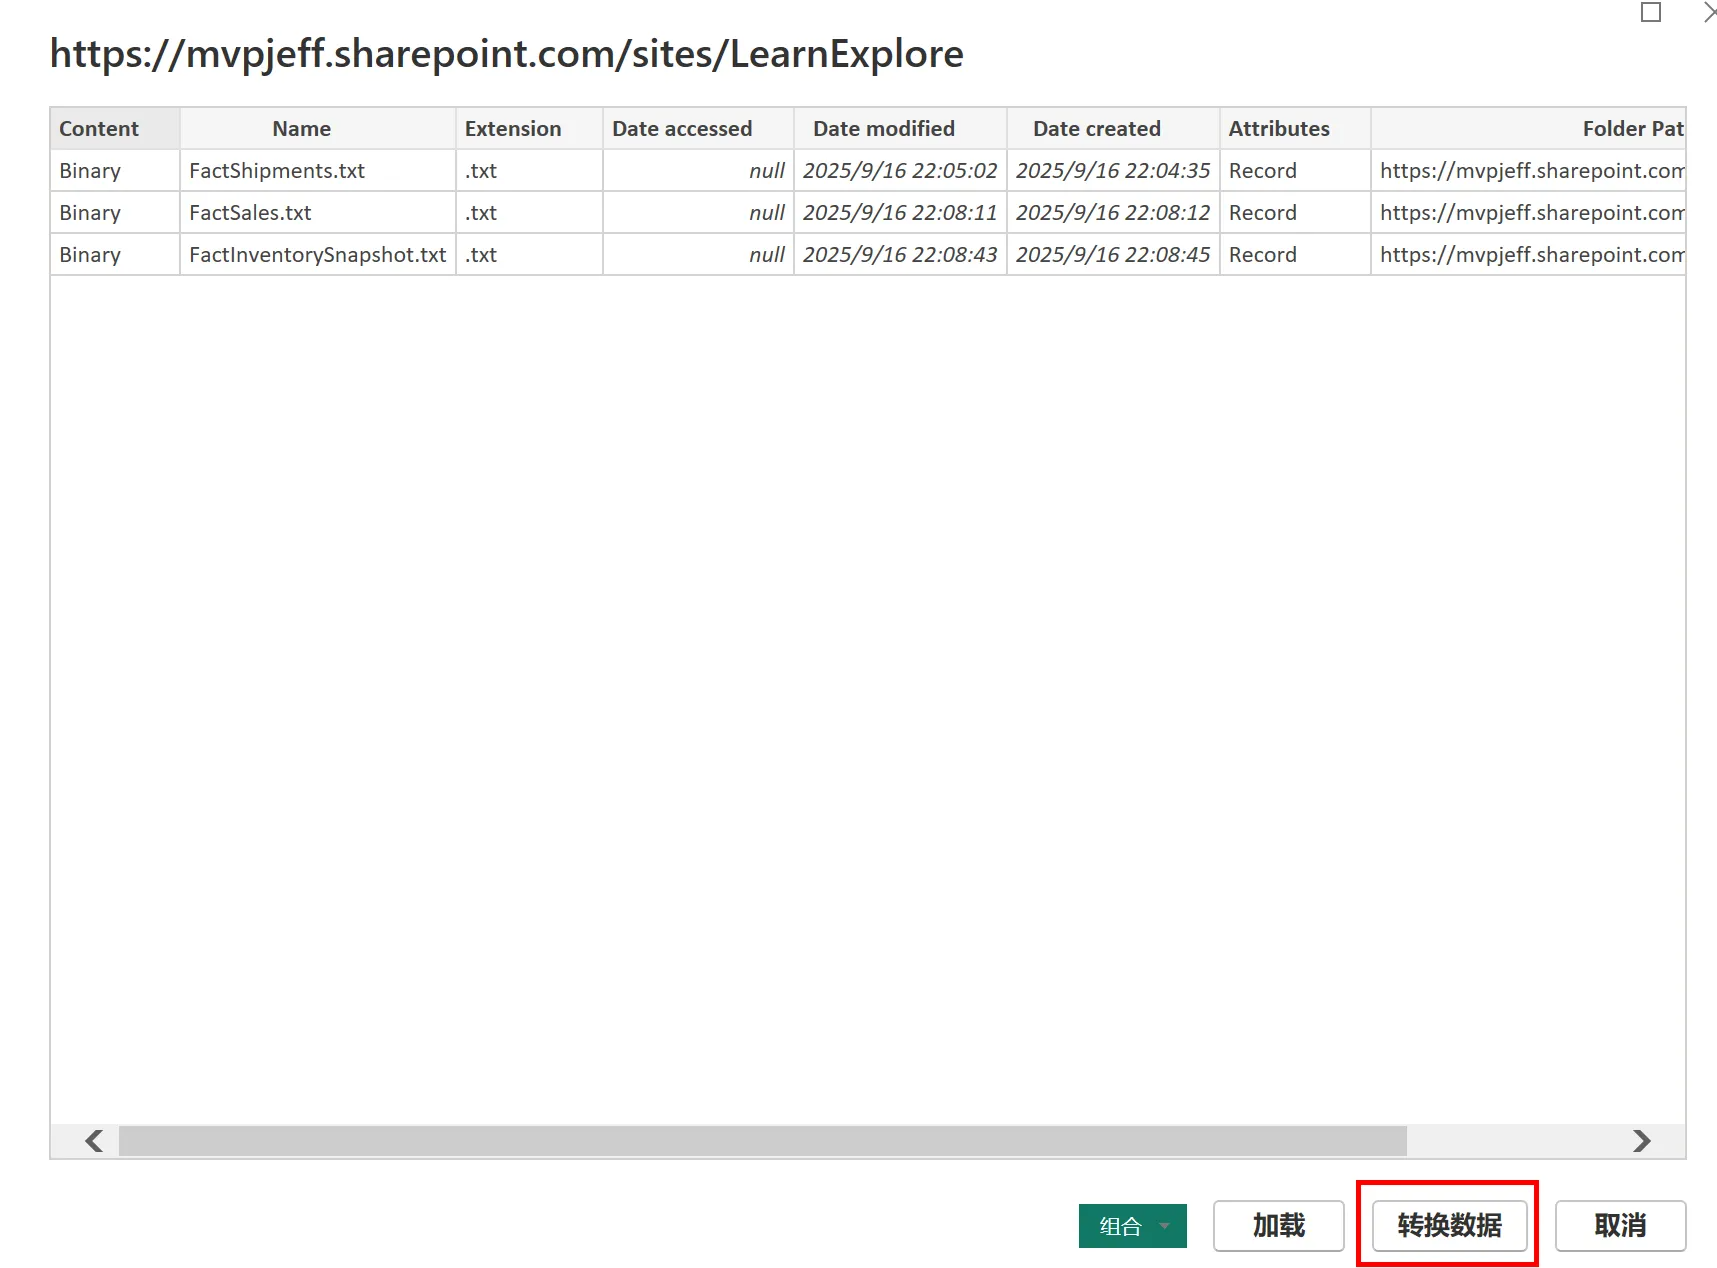 https://mvpjeff.sharepoint.com/sites/LearnExplore
Content Name Extension Date accessed Date modified Date created Attributes Folder Pat
Binary FactShipments.txt .txt null 2025/9/16 22:05:02 2025/9/16 22:04:35 Record https://mvpjeff.sharepoint.com
Binary FactSales.txt .txt null 2025/9/16 22:08:11 2025/9/16 22:08:12 Record https://mvpjeff.sharepoint.com
Binary FactInventorySnapshot.txt .txt null 2025/9/16 22:08:43 2025/9/16 22:08:45 Record https://mvpjeff.sharepoint.com
组合 加载 转换数据 取消